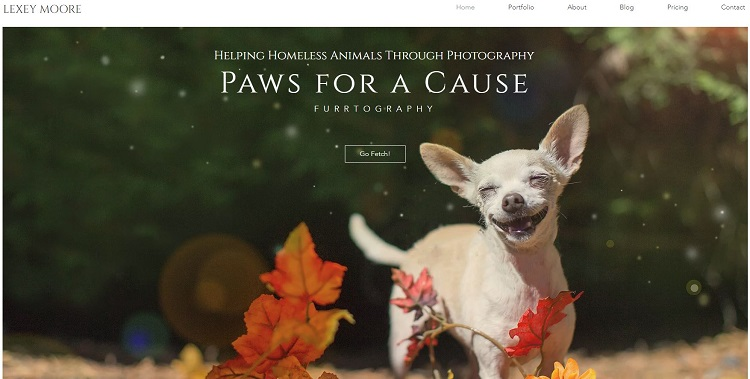 LEXEY MOORE
Home Portfolio About Blog Pricing Contact
Helping Homeless Animals Through Photography
Paws for a Cause
FURRTOGRAPHY
Go Fetch!